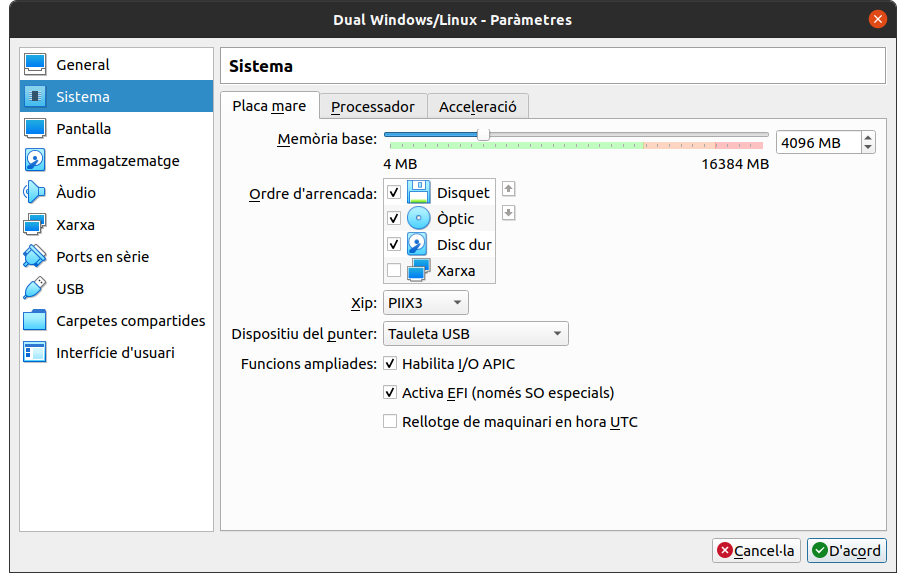 Dual Windows/Linux - Paràmetres
General
Sistema
Pantalla
Emmagatzematge
Àudio
Xarxa
Ports en sèrie
USB
Carpetes compartides
Interfície d'usuari
Sistema
Placa mare
Processador
Acceleració
Memòria base:
4096 MB
4 MB
16384 MB
Ordre d'arrencada:
Disquet
Òptic
Disc dur
Xarxa
Xip: PIIX3
Dispositiu del punter: Tauleta USB
Funcions ampliades: Habilita I/O APIC
Activa EFI (només SO especials)
Rellotge de maquinari en hora UTC
Cancel·la
D'acord